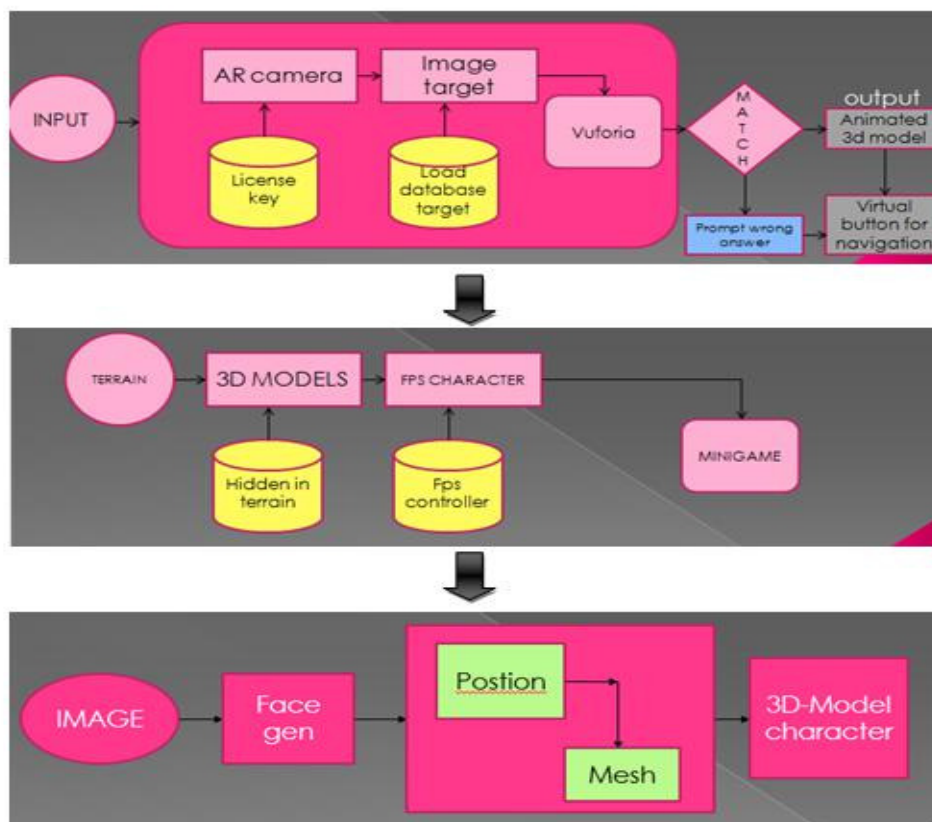 INPUT
AR camera
Image
target
License
key
Load
database
target
Vuforia
M
A
T
C
H
output
Animated
3d model
Prompt wrong
answer
Virtual
button for
navigation
TERRAIN
3D MODELS
FPS CHARACTER
Hidden in
terrain
Fps
controller
MINIGAME
IMAGE
Face
gen
Postion
Mesh
3D-Model
character